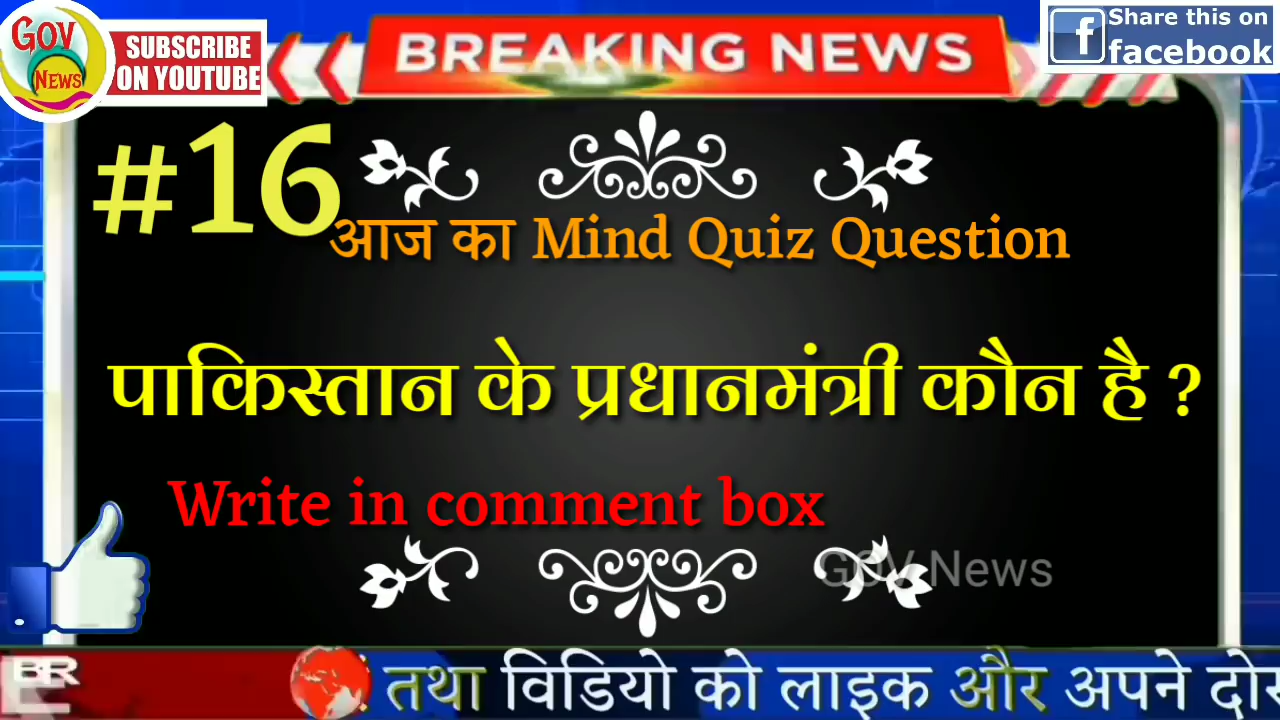 GOV
NEWS
SUBSCRIBE
ON YOUTUBE
BREAKING NEWS
Share this on
facebook
#16
आज का Mind Quiz Question
पाकिस्तान के प्रधानमंत्री कौन है ?
Write in comment box
GOV News
BR
तथा विडियो को लाइक और अपने